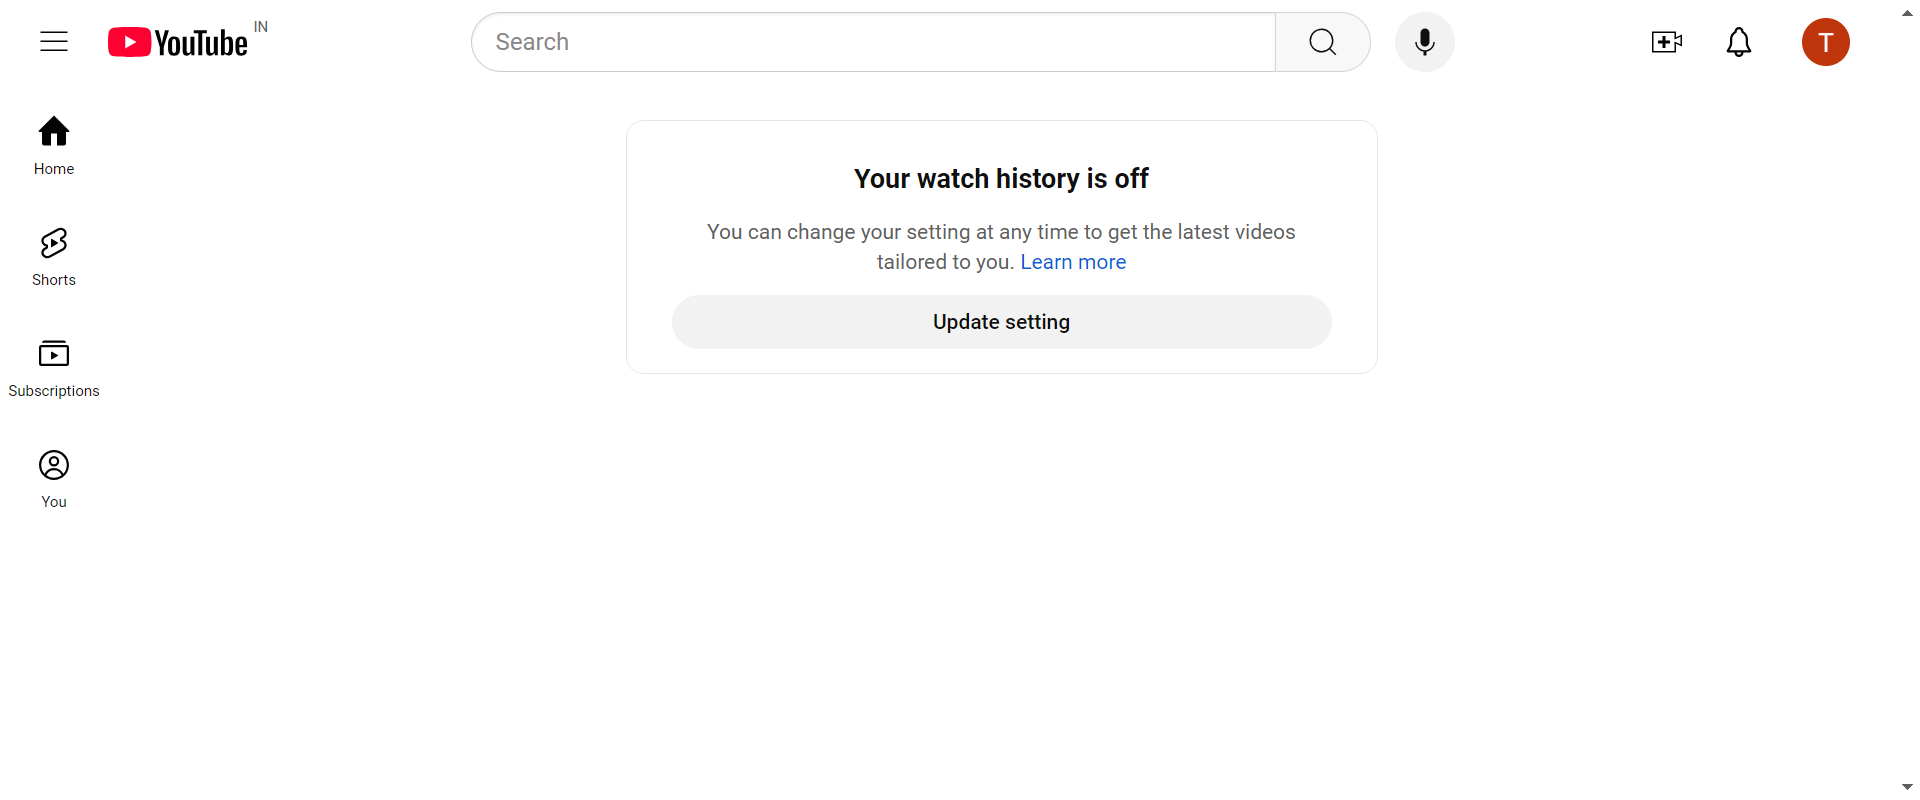 YouTube IN
Search
T
Home
Shorts
Subscriptions
You
Your watch history is off
You can change your setting at any time to get the latest videos
tailored to you. Learn more
Update setting